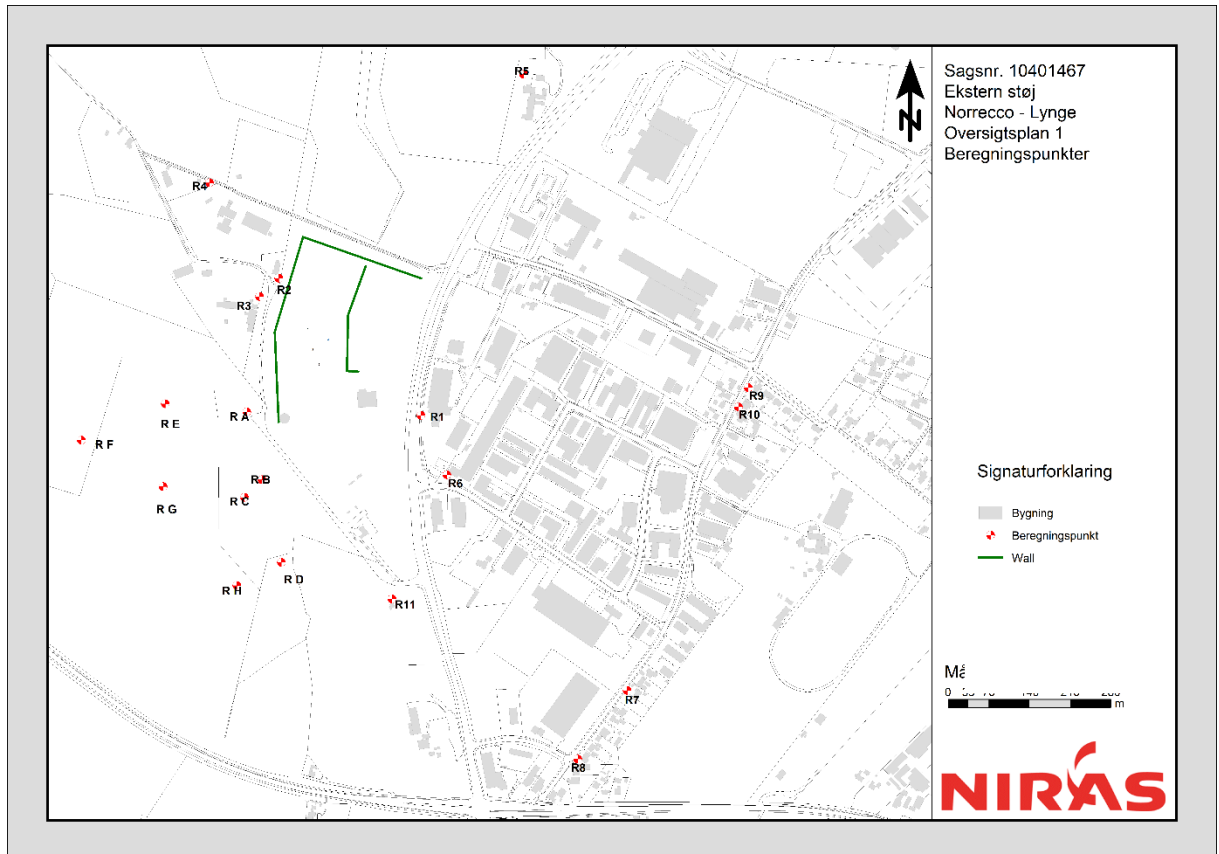 Sagsnr. 10401467
Ekstern støj
Norrecco - Lynge
Oversigtsplan 1
Beregningspunkter
N
R5
R4
R2
R3
R9
R E
R A
R10
R1
R F
R B
R6
R C
R G
R D
R H
R11
R7
R8
Signaturforklaring
Bygning
Beregningspunkt
Wall
0
m
NIRAS